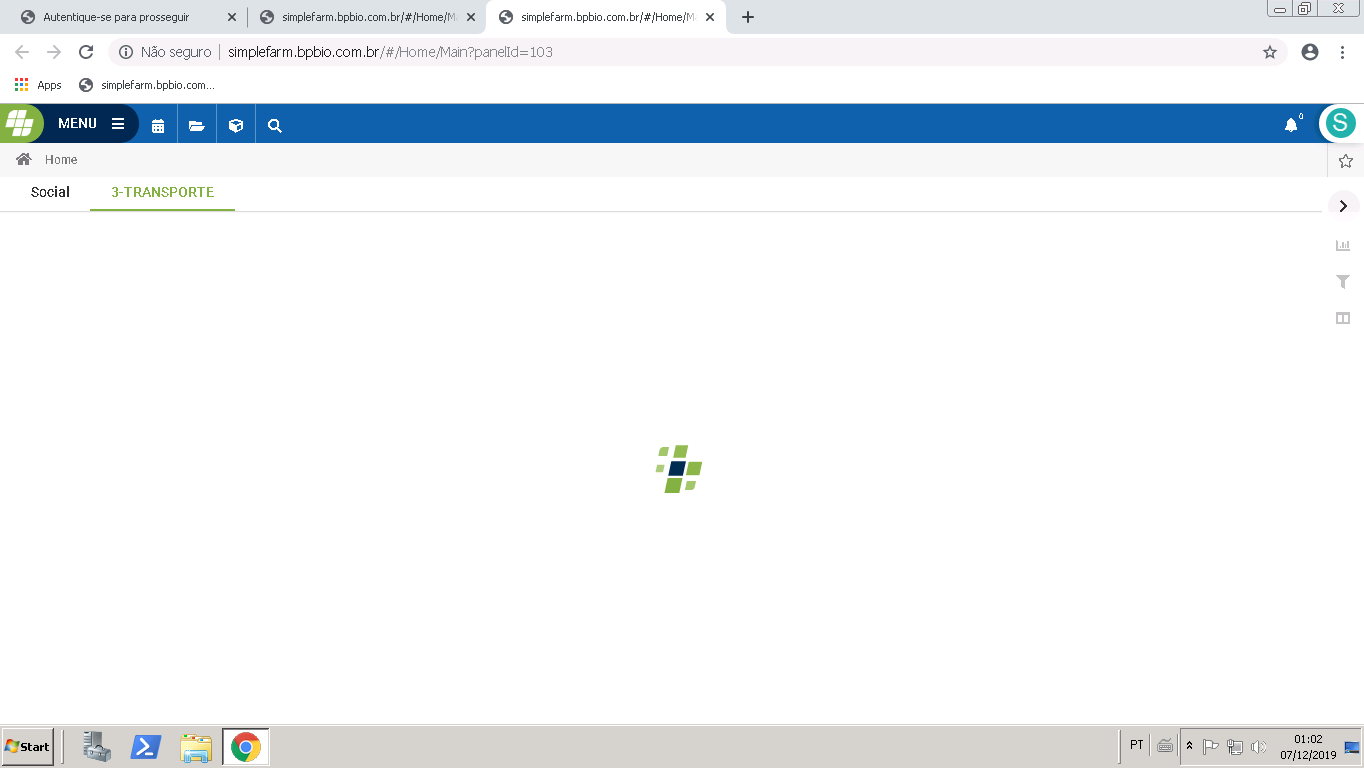 Autentique-se para prosseguir
simplefarm.bpbio.com.br/#/Home/M
simplefarm.bpbio.com.br/#/Home/M
Não seguro
simplefarm.bpbio.com.br/#/Home/Main?panelId=103
Apps
simplefarm.bpbio.com...
MENU
0
S
Home
Social
3-TRANSPORTE
Start
PT
01:02
07/12/2019